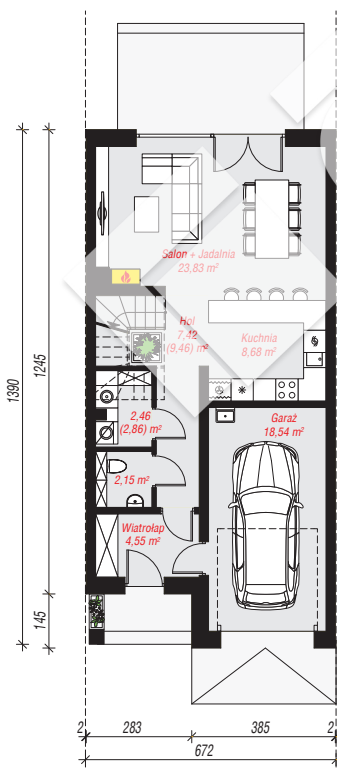 Salon + Jadalnia
23,83 m²
Hol
7,42
(9,46) m²
Kuchnia
8,68 m²
2,46
(2,86) m²
Garaż
18,54 m²
2,15 m²
Wiatrołap
4,55 m²
1390
1245
145
2
283
385
2
672